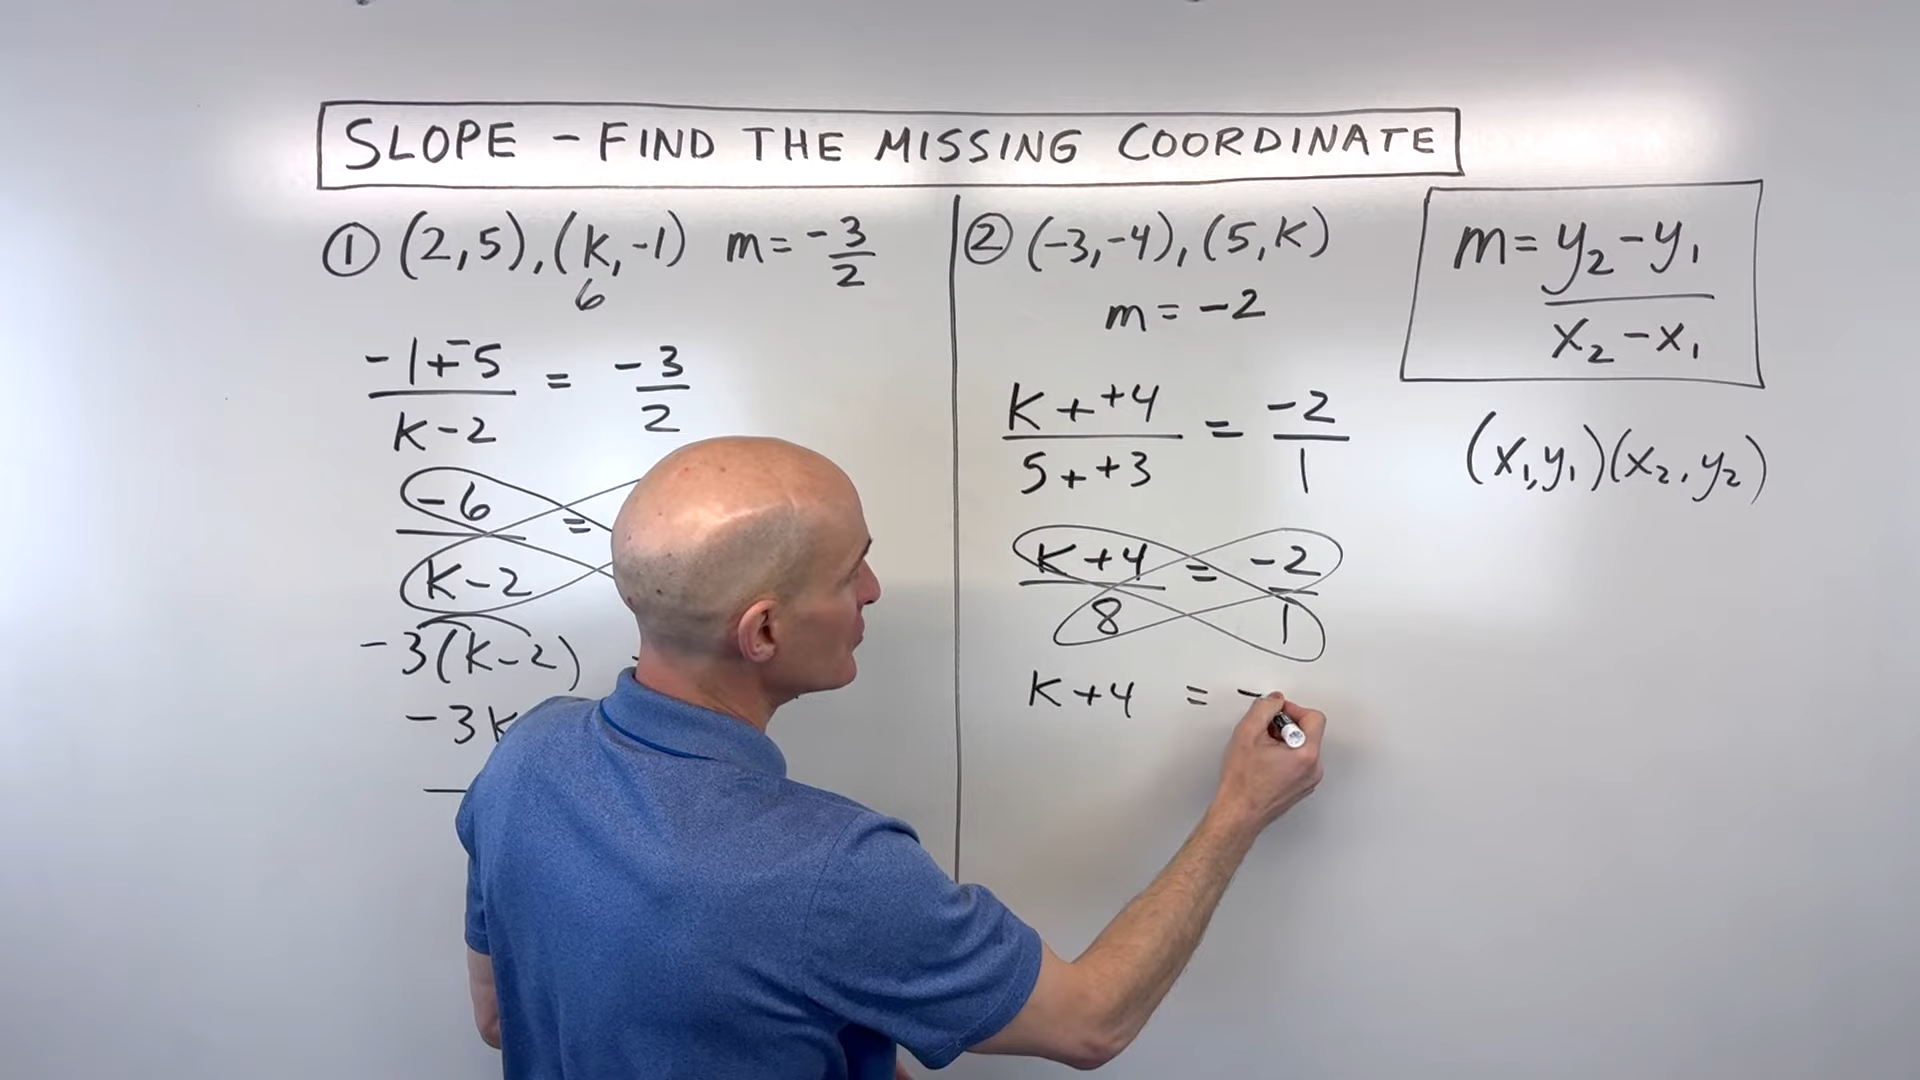 SLOPE - FIND THE MISSING COORDINATE
① (2,5), (k,-1) m = -3/2
6
-1+-5/k-2 = -3/2
-6/k-2 =
-3(k-2)
-3k
② (-3,-4), (5,K)
m = -2
K++4/5++3 = -2/1
K+4/8 = -2/1
K+4 = -
m = y₂-y₁/x₂-x₁
(x₁,y₁)(x₂,y₂)